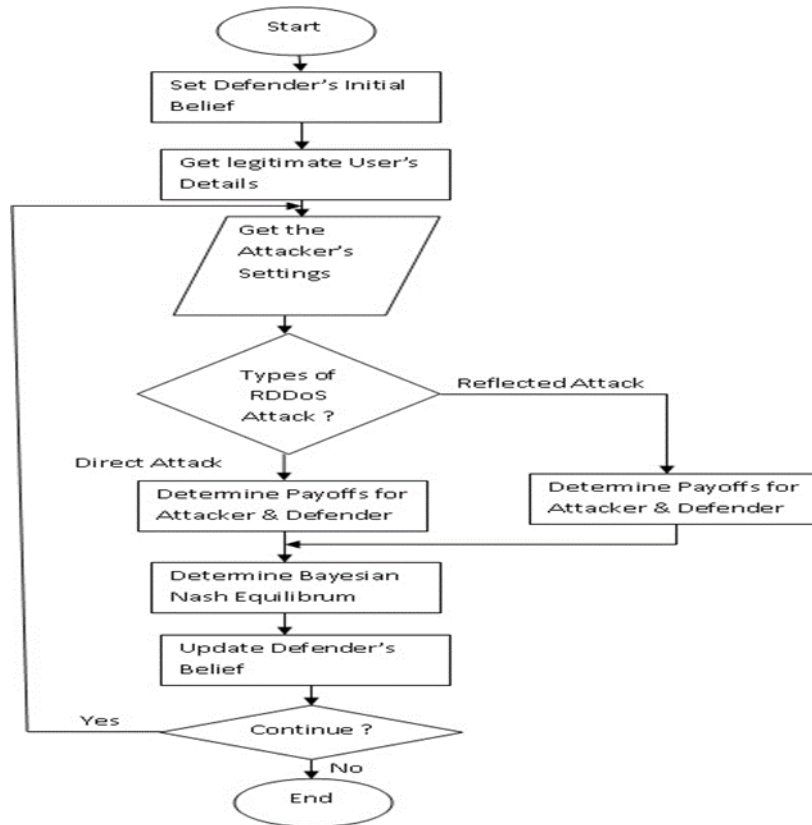 Start
Set Defender's Initial
Belief
Get legitimate User's
Details
Get the
Attacker's
Settings
Types of
RDDoS
Attack ?
Reflected Attack
Direct Attack
Determine Payoffs for
Attacker & Defender
Determine Payoffs for
Attacker & Defender
Determine Bayesian
Nash Equilibrum
Update Defender's
Belief
Yes
Continue ?
No
End